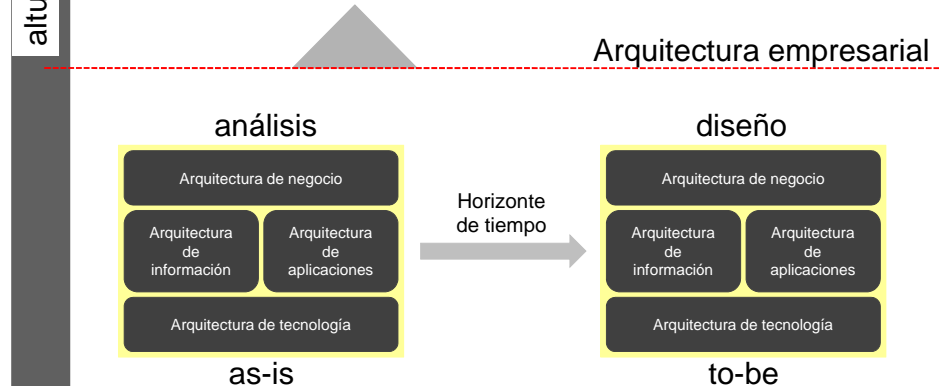 altu
Arquitectura empresarial
análisis
diseño
Arquitectura de negocio
Arquitectura
de
información
Arquitectura
de
aplicaciones
Arquitectura de tecnología
Horizonte
de tiempo
Arquitectura de negocio
Arquitectura
de
información
Arquitectura
de
aplicaciones
Arquitectura de tecnología
as-is
to-be